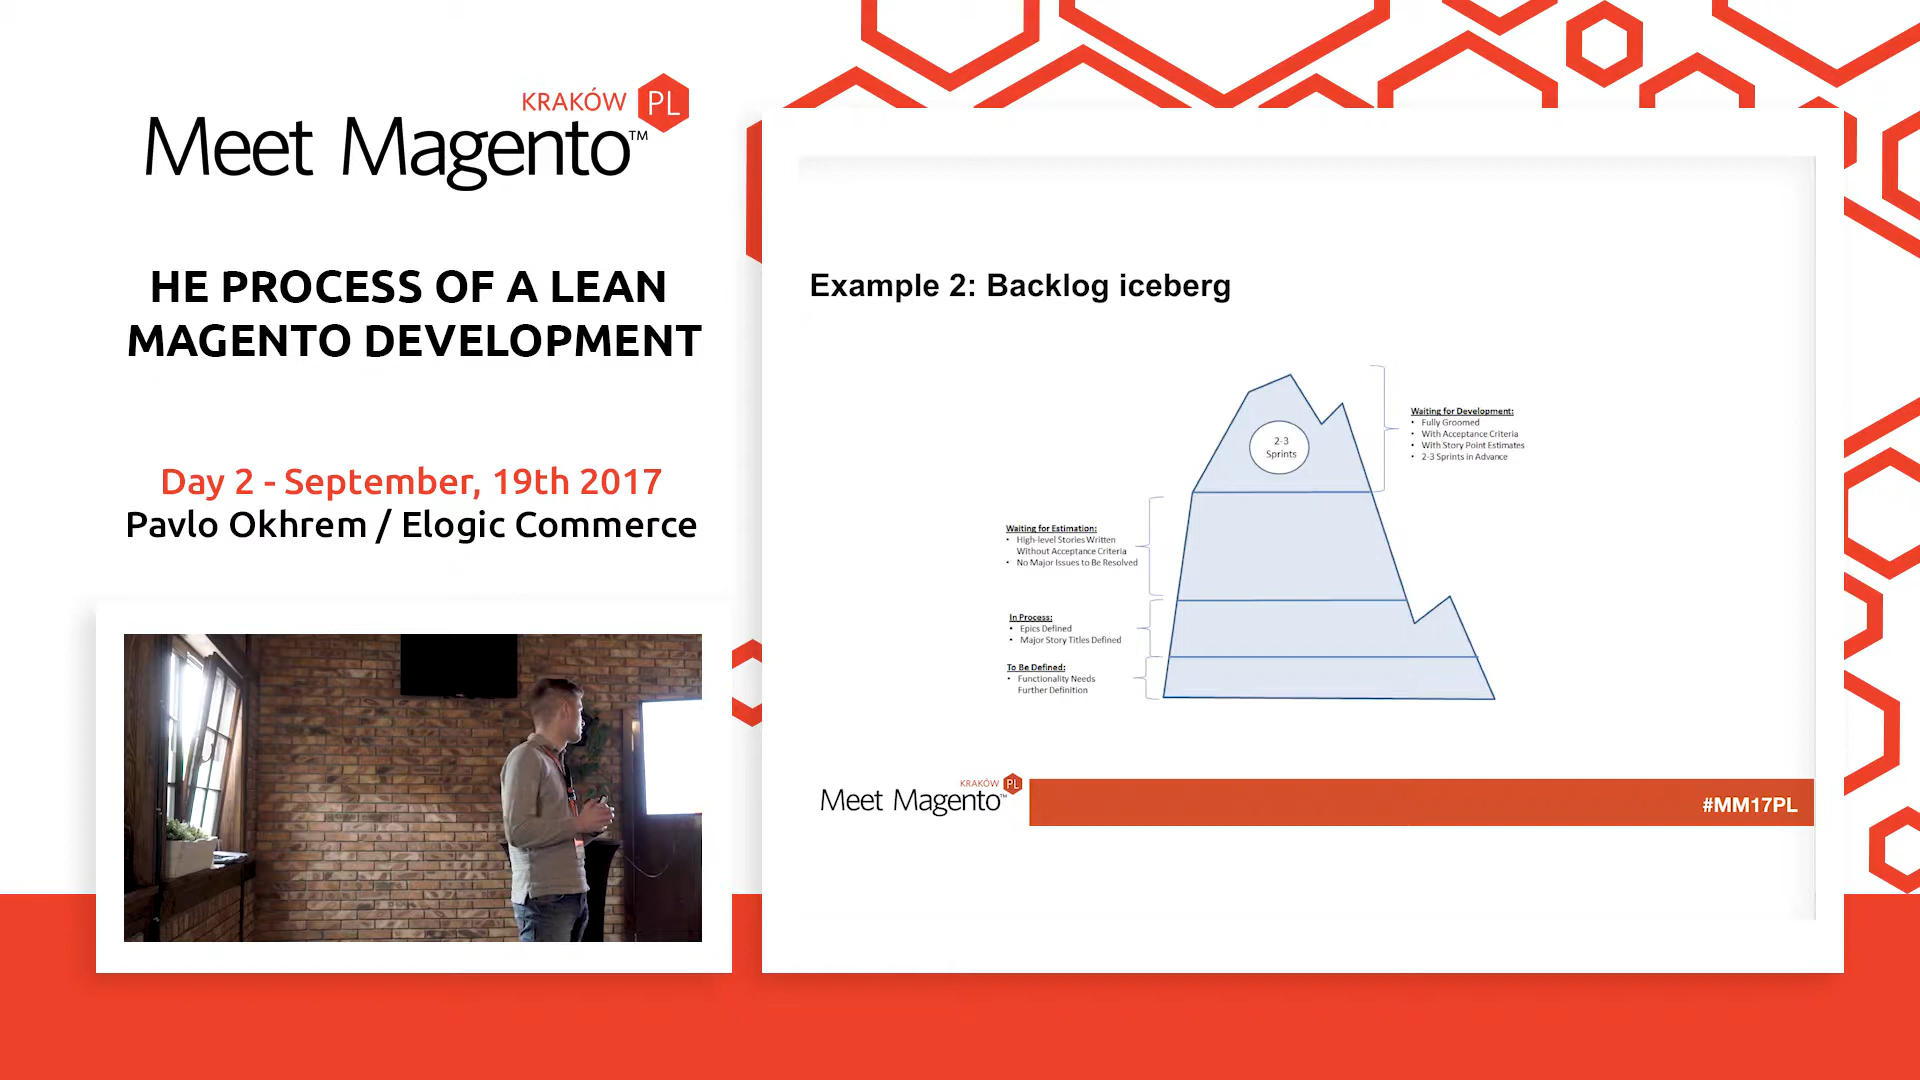 KRAKÓW PL
Meet Magento™
HE PROCESS OF A LEAN
MAGENTO DEVELOPMENT
Day 2 - September, 19th 2017
Pavlo Okhrem / Elogic Commerce
Example 2: Backlog iceberg
2-3
Sprints
Waiting for Development:
• Fully Groomed
• With Acceptance Criteria
• With Story Point Estimates
• 2-3 Sprints in Advance
Waiting for Estimation:
• High-level Stories Written
Without Acceptance Criteria
• No Major Issues to Be Resolved
In Process:
• Epics Defined
• Major Story Titles Defined
To Be Defined:
• Functionality Needs
Further Definition
KRAKÓW PL
Meet Magento™
#MM17PL